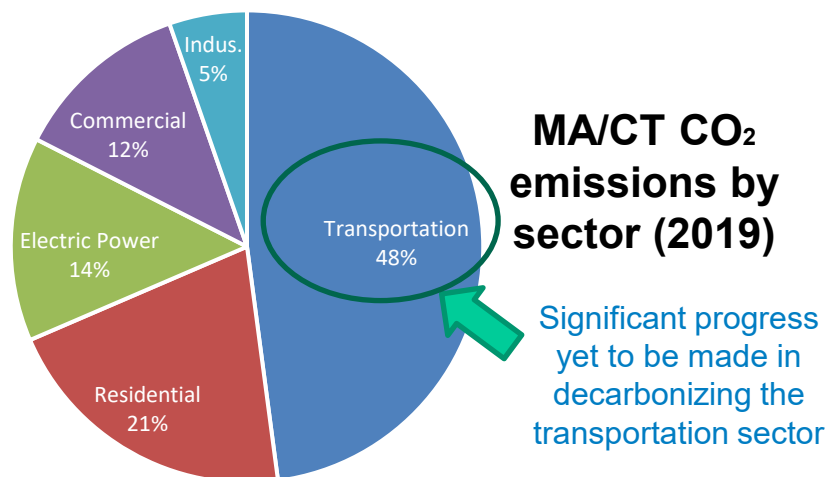 Indus.
5%
Commercial
12%
Electric Power
14%
Residential
21%
Transportation
48%
MA/CT CO₂
emissions by
sector (2019)
Significant progress
yet to be made in
decarbonizing the
transportation sector